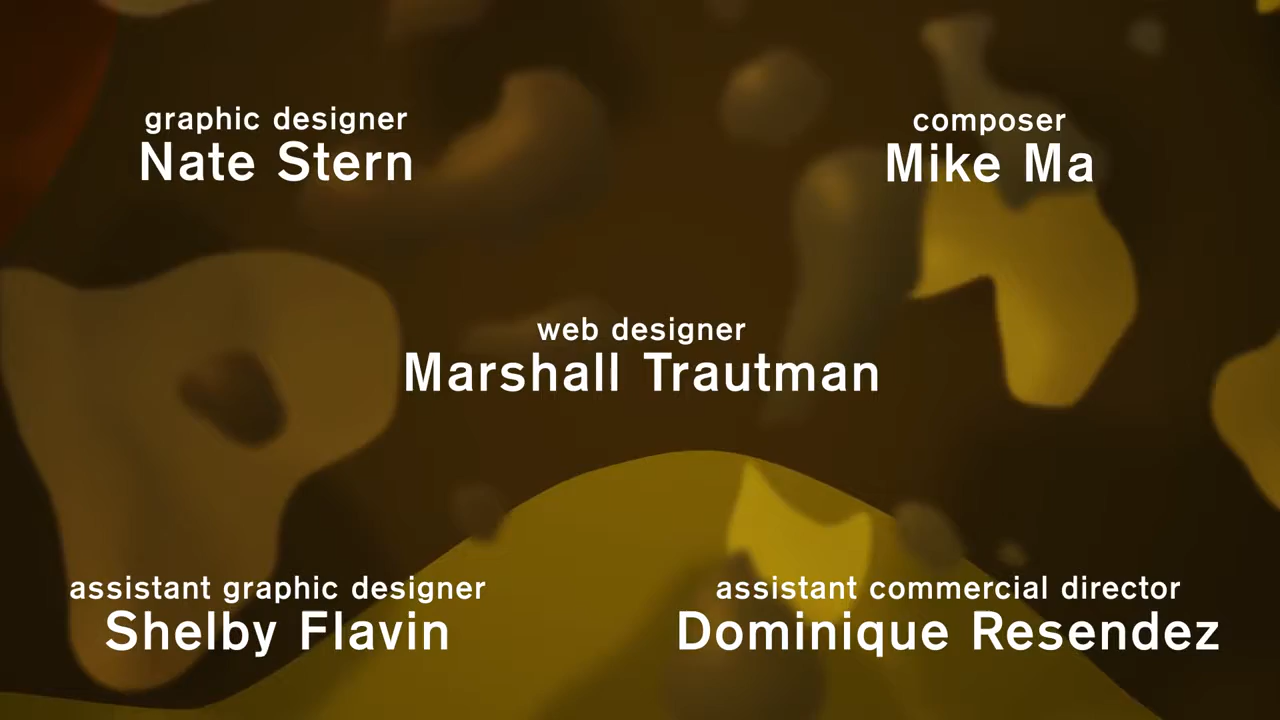 graphic designer
Nate Stern
composer
Mike Ma
web designer
Marshall Trautman
assistant graphic designer
Shelby Flavin
assistant commercial director
Dominique Resendez